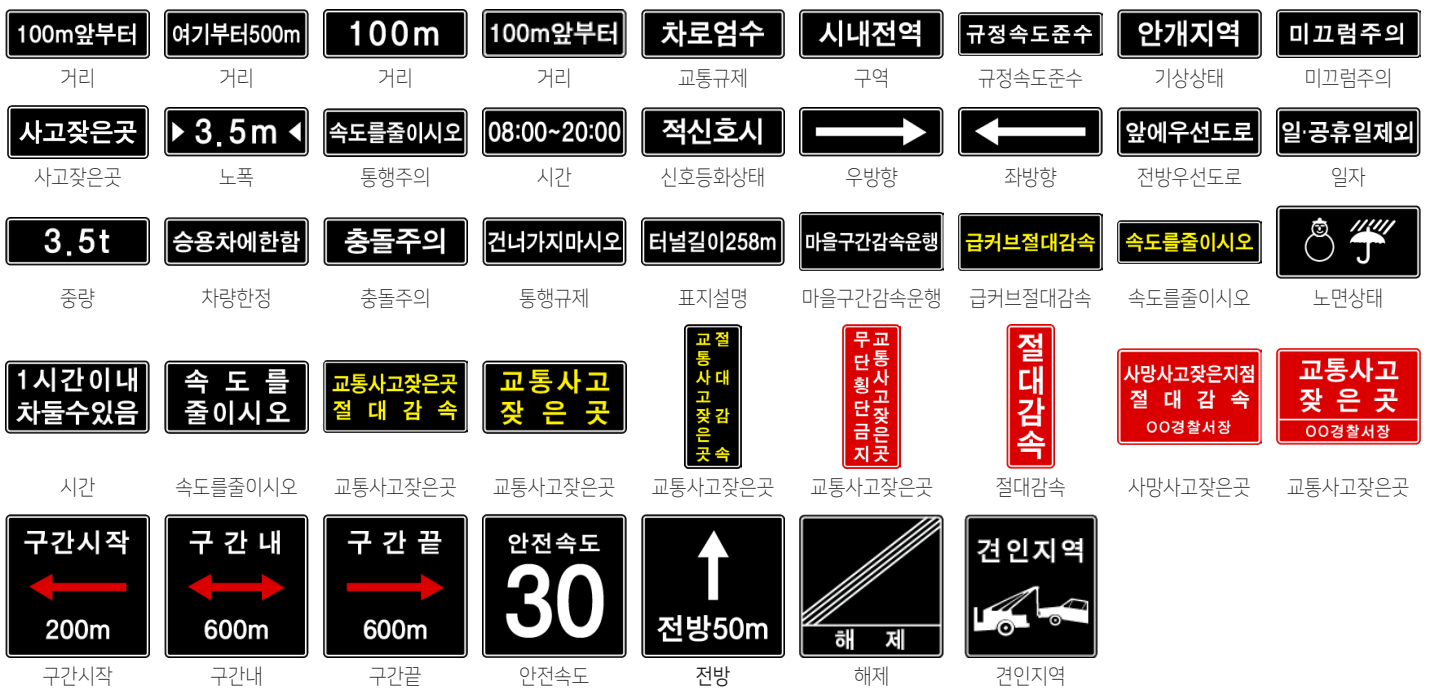 100m앞부터
여기부터500m
100m
100m앞부터
차로엄수
시내전역
규정속도준수
안개지역
미끄럼주의
거리
거리
거리
거리
교통규제
구역
규정속도준수
기상상태
미끄럼주의
사고잦은곳
3.5m
속도를줄이시오
08:00~20:00
적신호시
앞에우선도로
일·공휴일제외
사고잦은곳
노폭
통행주의
시간
신호등화상태
우방향
좌방향
전방우선도로
일자
3.5t
승용차에한함
충돌주의
건너가지마시오
터널길이258m
마을구간감속운행
급커브절대감속
속도를줄이시오
중량
차량한정
충돌주의
통행규제
표지설명
마을구간감속운행
급커브절대감속
속도를줄이시오
노면상태
1시간이내
차둘수있음
속 도 를
줄이시오
교통사고잦은곳
절 대 감 속
교통사고
잦 은 곳
교통사고잦은곳
절대감속
교통사고잦은곳
무단횡단금지
절대감속
사망사고잦은지점
절 대 감 속
OO경찰서장
교통사고
잦 은 곳
OO경찰서장
시간
속도를줄이시오
교통사고잦은곳
교통사고잦은곳
교통사고잦은곳
교통사고잦은곳
절대감속
사망사고잦은곳
교통사고잦은곳
구간시작
200m
구 간 내
600m
구 간 끝
600m
안전속도
30
전방50m
해 제
견인지역
구간시작
구간내
구간끝
안전속도
전방
해제
견인지역